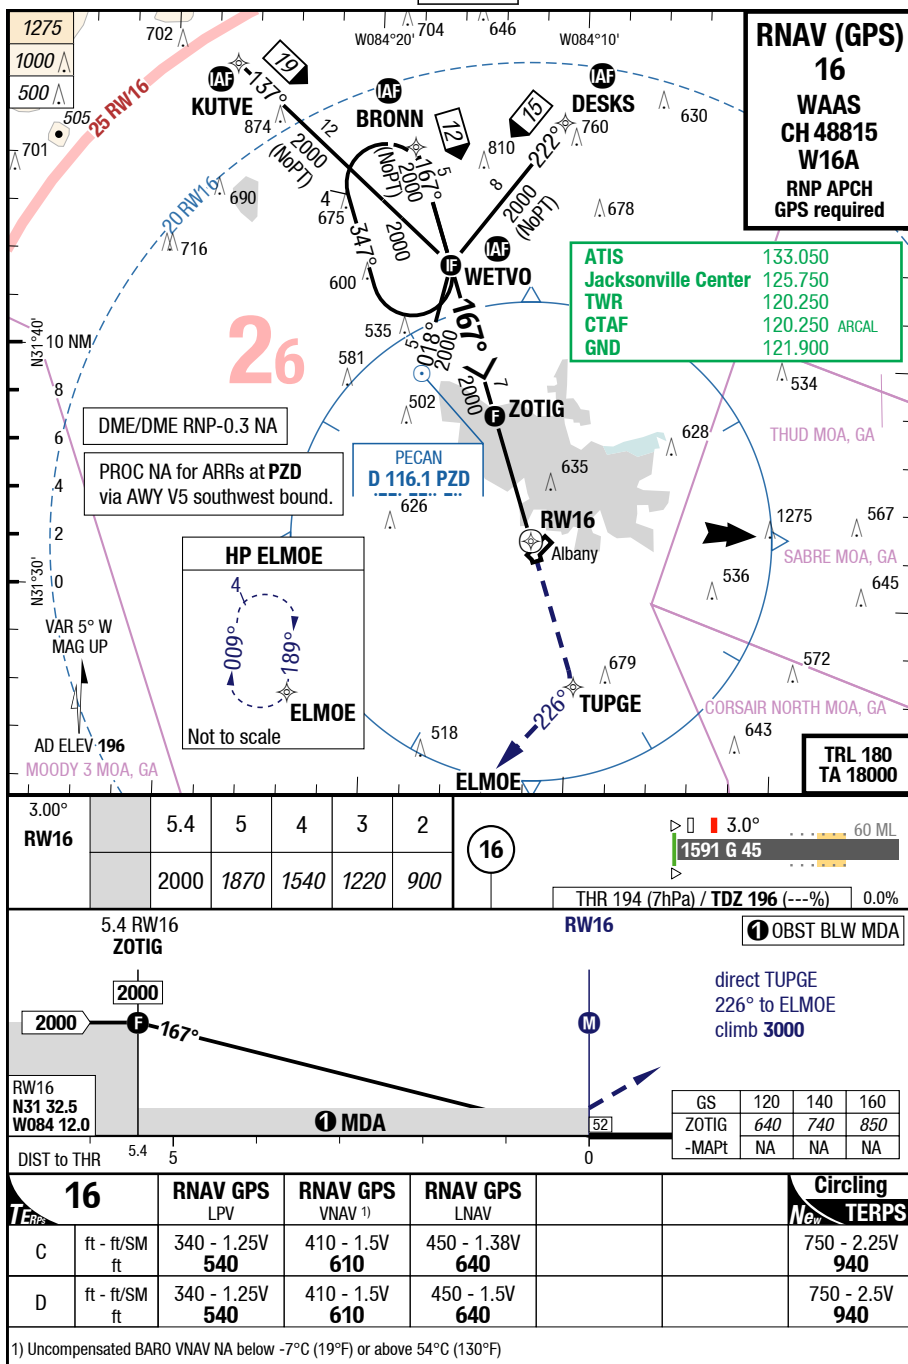 1275
1000
500
505
701
702
704
646
W084°20'
W084°10'
RNAV (GPS)
16
WAAS
CH 48815
W16A
RNP APCH
GPS required
25 RW16
20 RW16
IAF
KUTVE
19
137°
12
2000
(NoPT)
874
IAF
BRONN
12
167°
5
2000
(NoPT)
810
IAF
DESKS
15
222°
8
2000
(NoPT)
760
630
690
716
4
675
678
347°
2000
600
IF
IAF
WETVO
ATIS 133.050
Jacksonville Center 125.750
TWR 120.250
CTAF 120.250 ARCAL
GND 121.900
535
018°
5
2000
167°
7
2000
N31°40'
10 NM
8
6
4
2
0
N31°30'
26
581
502
ZOTIG
F
534
628
THUD MOA, GA
DME/DME RNP-0.3 NA
PROC NA for ARRs at PZD
via AWY V5 southwest bound.
PECAN
D 116.1 PZD
626
635
RW16
Albany
1275
567
SABRE MOA, GA
645
536
HP ELMOE
4
009°
189°
ELMOE
Not to scale
VAR 5° W
MAG UP
AD ELEV 196
MOODY 3 MOA, GA
518
679
TUPGE
226°
ELMOE
572
CORSAIR NORTH MOA, GA
643
TRL 180
TA 18000
3.00°
RW16
5.4 5 4 3 2
2000 1870 1540 1220 900
16
3.0°
60 ML
1591 G 45
THR 194 (7hPa) / TDZ 196 (---%) 0.0%
5.4 RW16
ZOTIG
RW16
1 OBST BLW MDA
2000
2000
F
167°
M
direct TUPGE
226° to ELMOE
climb 3000
RW16
N31 32.5
W084 12.0
1 MDA
52
DIST to THR 5.4 5 0
GS 120 140 160
ZOTIG 640 740 850
-MAPt NA NA NA
TERPs 16
RNAV GPS LPV
RNAV GPS VNAV 1)
RNAV GPS LNAV
Circling
New TERPS
C ft - ft/SM 340 - 1.25V 410 - 1.5V 450 - 1.38V 750 - 2.25V
ft 540 610 640 940
D ft - ft/SM 340 - 1.25V 410 - 1.5V 450 - 1.5V 750 - 2.5V
ft 540 610 640 940
1) Uncompensated BARO VNAV NA below -7°C (19°F) or above 54°C (130°F)